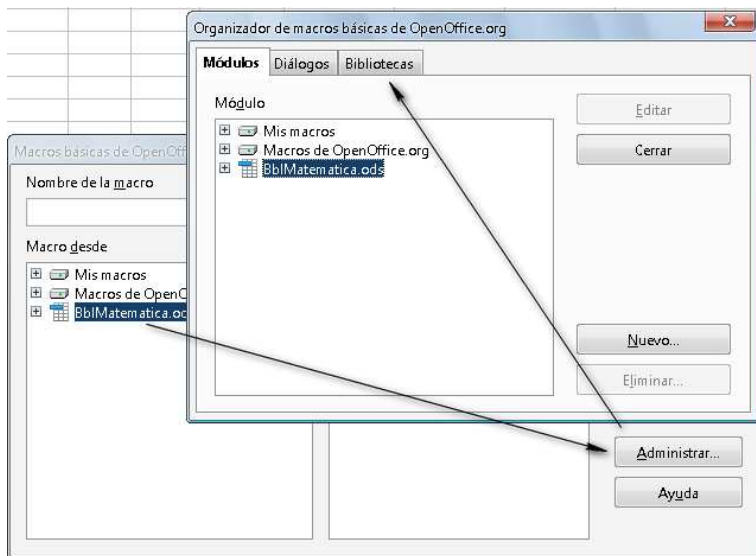 Organizador de macros básicas de OpenOffice.org
Módulos Diálogos Bibliotecas
Módulo
Mis macros
Macros de OpenOffice.org
BblMatematica.ods
Editar
Cerrar
Nuevo...
Eliminar...
Macros básicas de OpenOff
Nombre de la macro
Macro desde
Mis macros
Macros de OpenO
BblMatematica.od
Administrar...
Ayuda